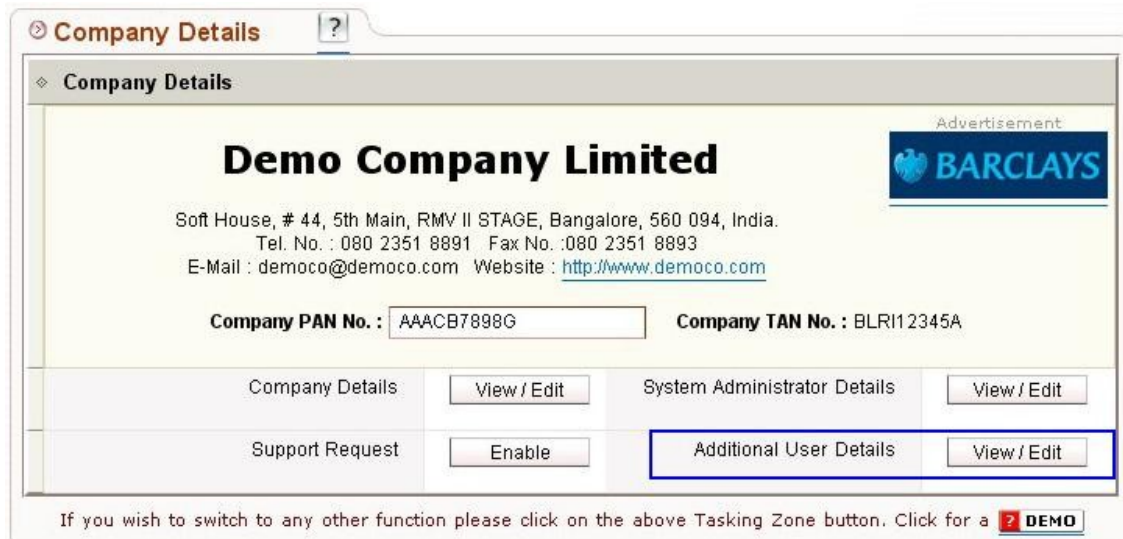 Company Details ?
Company Details
Advertisement
BARCLAYS
Demo Company Limited
Soft House, # 44, 5th Main, RMV II STAGE, Bangalore, 560 094, India.
Tel. No. : 080 2351 8891 Fax No. :080 2351 8893
E-Mail : democo@democo.com Website : http://www.democo.com
Company PAN No. : AAACB7898G Company TAN No. : BLRI12345A
Company Details View / Edit System Administrator Details View / Edit
Support Request Enable Additional User Details View / Edit
If you wish to switch to any other function please click on the above Tasking Zone button. Click for a ? DEMO